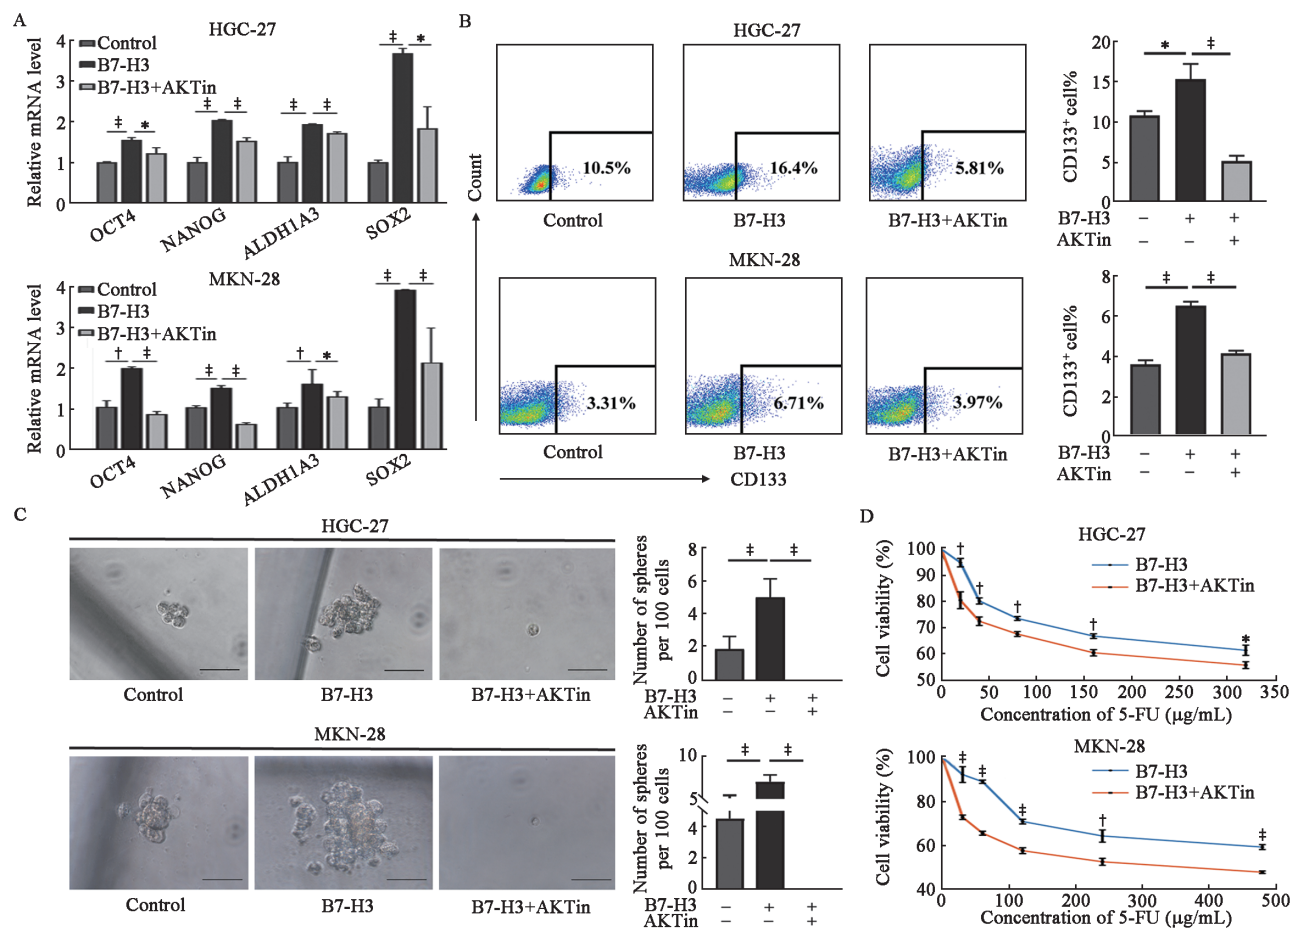 A
HGC-27
Relative mRNA level
4
3
2
1
0
Control
B7-H3
B7-H3+AKTin
‡ *
‡ ‡
‡ ‡
‡ *
OCT4 NANOG ALDH1A3 SOX2
MKN-28
Relative mRNA level
4
3
2
1
0
Control
B7-H3
B7-H3+AKTin
† ‡
‡ ‡
† *
‡ ‡
OCT4 NANOG ALDH1A3 SOX2
B
HGC-27
Count
10.5% 16.4% 5.81%
Control B7-H3 B7-H3+AKTin
MKN-28
3.31% 6.71% 3.97%
Control B7-H3 B7-H3+AKTin
CD133
CD133+ cell%
20
15
10
5
0
* ‡
B7-H3 − + +
AKTin − − +
CD133+ cell%
8
6
4
2
0
‡ ‡
B7-H3 − + +
AKTin − − +
C
HGC-27
Control B7-H3 B7-H3+AKTin
Number of spheres
per 100 cells
8
6
4
2
0
‡ ‡
B7-H3 − + +
AKTin − − +
MKN-28
Control B7-H3 B7-H3+AKTin
Number of spheres
per 100 cells
10
5
4
2
0
‡ ‡
B7-H3 − + +
AKTin − − +
D
HGC-27
Cell viability (%)
100
90
80
70
60
50
B7-H3
B7-H3+AKTin
† † † † *
0 50 100 150 200 250 300 350
Concentration of 5-FU (μg/mL)
MKN-28
Cell viability (%)
100
80
60
40
B7-H3
B7-H3+AKTin
‡ ‡ ‡ † ‡
0 100 200 300 400 500
Concentration of 5-FU (μg/mL)